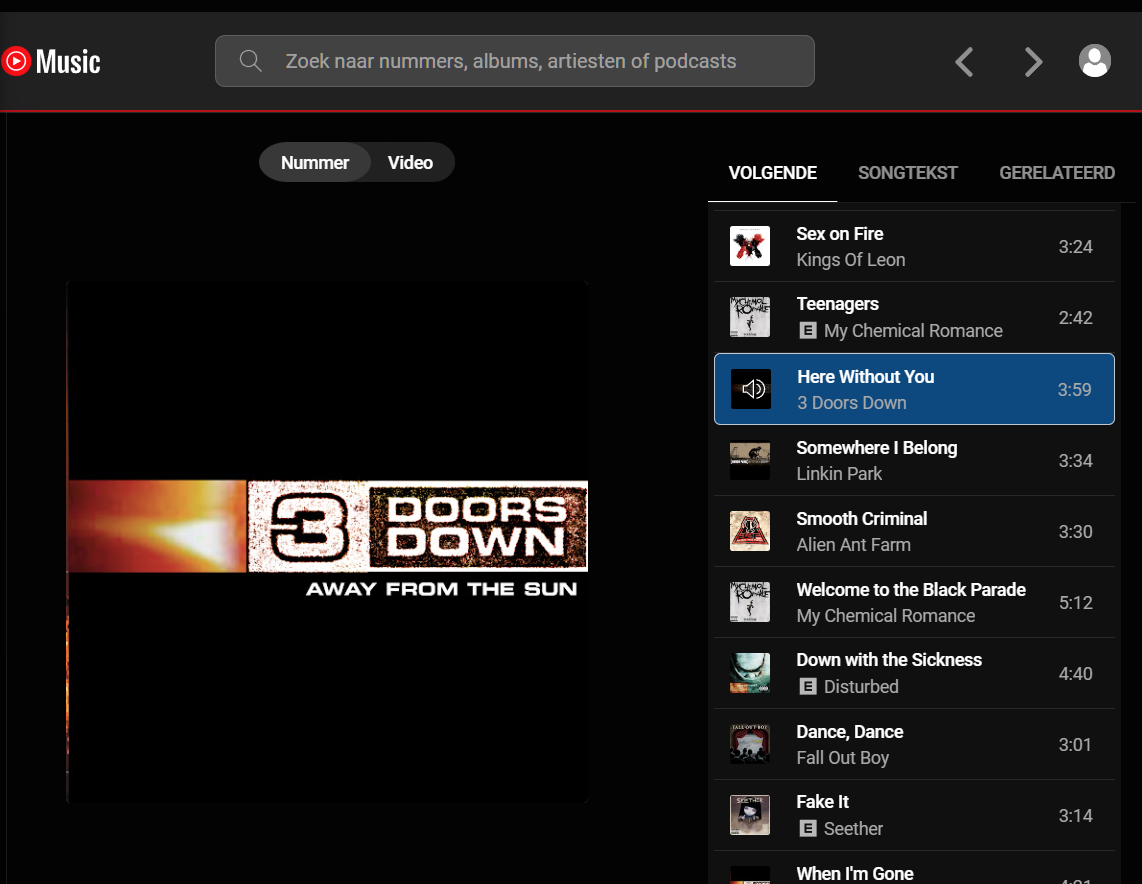 Music
Zoek naar nummers, albums, artiesten of podcasts
Nummer Video
VOLGENDE SONGTEKST GERELATEERD
3 DOORS DOWN
AWAY FROM THE SUN
Sex on Fire
Kings Of Leon
3:24
Teenagers
E My Chemical Romance
2:42
Here Without You
3 Doors Down
3:59
Somewhere I Belong
Linkin Park
3:34
Smooth Criminal
Alien Ant Farm
3:30
Welcome to the Black Parade
My Chemical Romance
5:12
Down with the Sickness
E Disturbed
4:40
Dance, Dance
Fall Out Boy
3:01
Fake It
E Seether
3:14
When I'm Gone